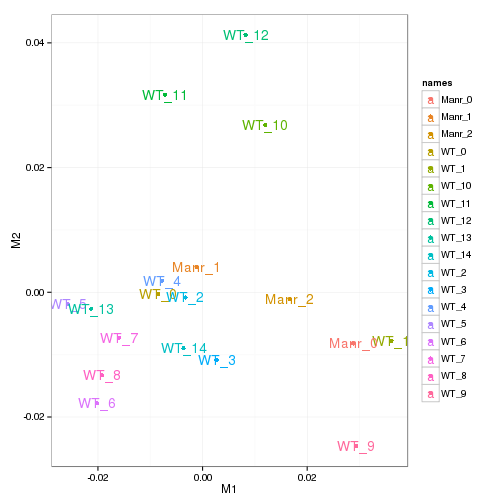 WT_12
0.04
names
WT_11
Manr_0
Manr_1
WT_10
Manr_2
WT_0
WT_1
0.02
WT_10
WT_11
WT_12
M2
WT_13
WT_14
Manr_1
WT_2
WT_4
WT_3
0.00
WT_0
WT_2
Manr_2
WT_4
WT_5
WT_13
WT_5
WT_7
Manr_0
WT_1
WT_6
WT_14
WT_3
WT_7
WT_8
WT_8
WT_9
WT_6
-0.02
WT_9
-0.02
0.00
0.02
M1